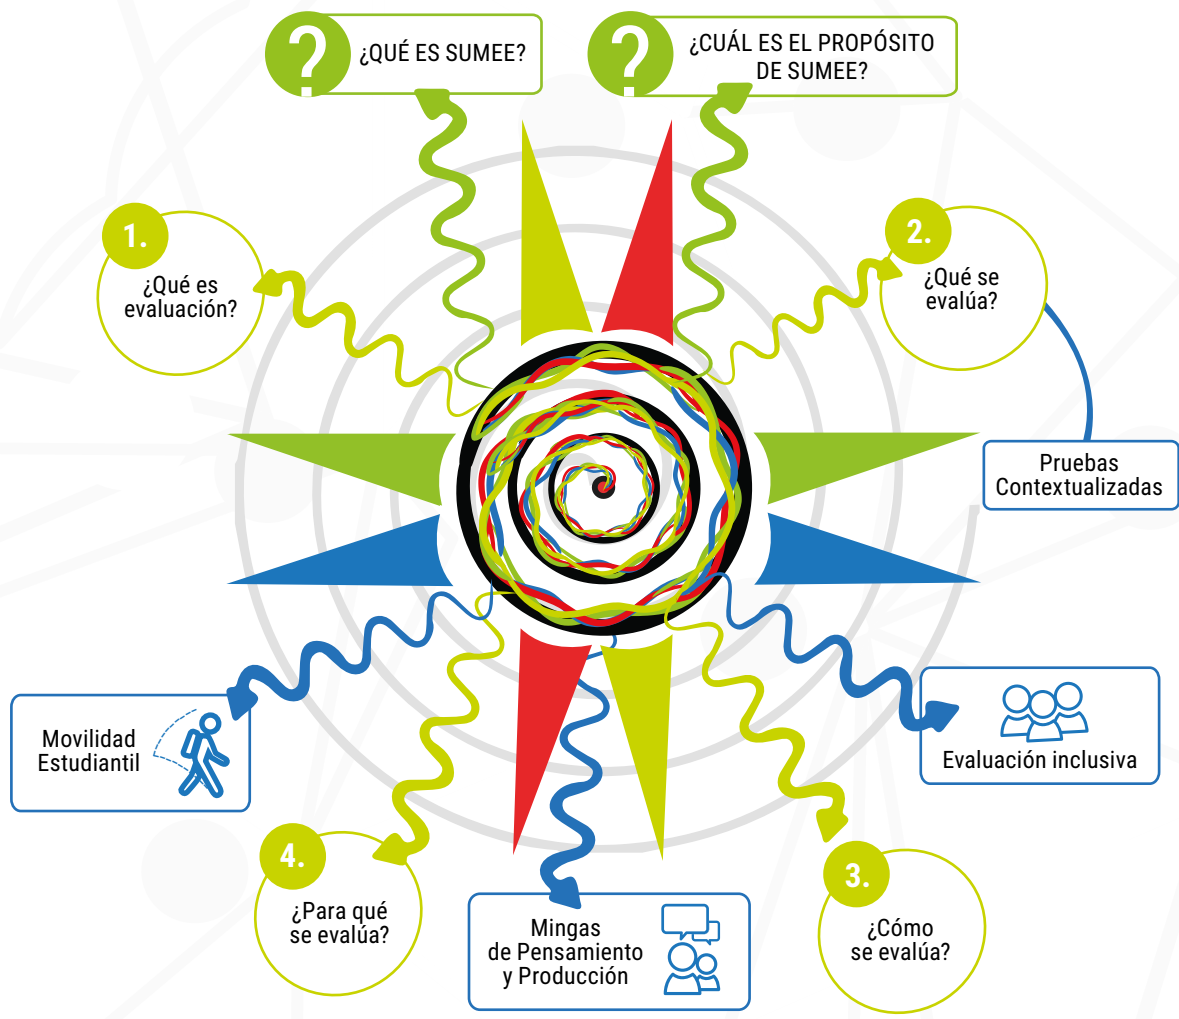 ?
¿QUÉ ES SUMEE?
?
¿CUÁL ES EL PROPÓSITO
DE SUMEE?
1.
¿Qué es
evaluación?
2.
¿Qué se
evalúa?
Pruebas
Contextualizadas
Movilidad
Estudiantil
Evaluación inclusiva
4.
¿Para qué
se evalúa?
Mingas
de Pensamiento
y Producción
3.
¿Cómo
se evalúa?